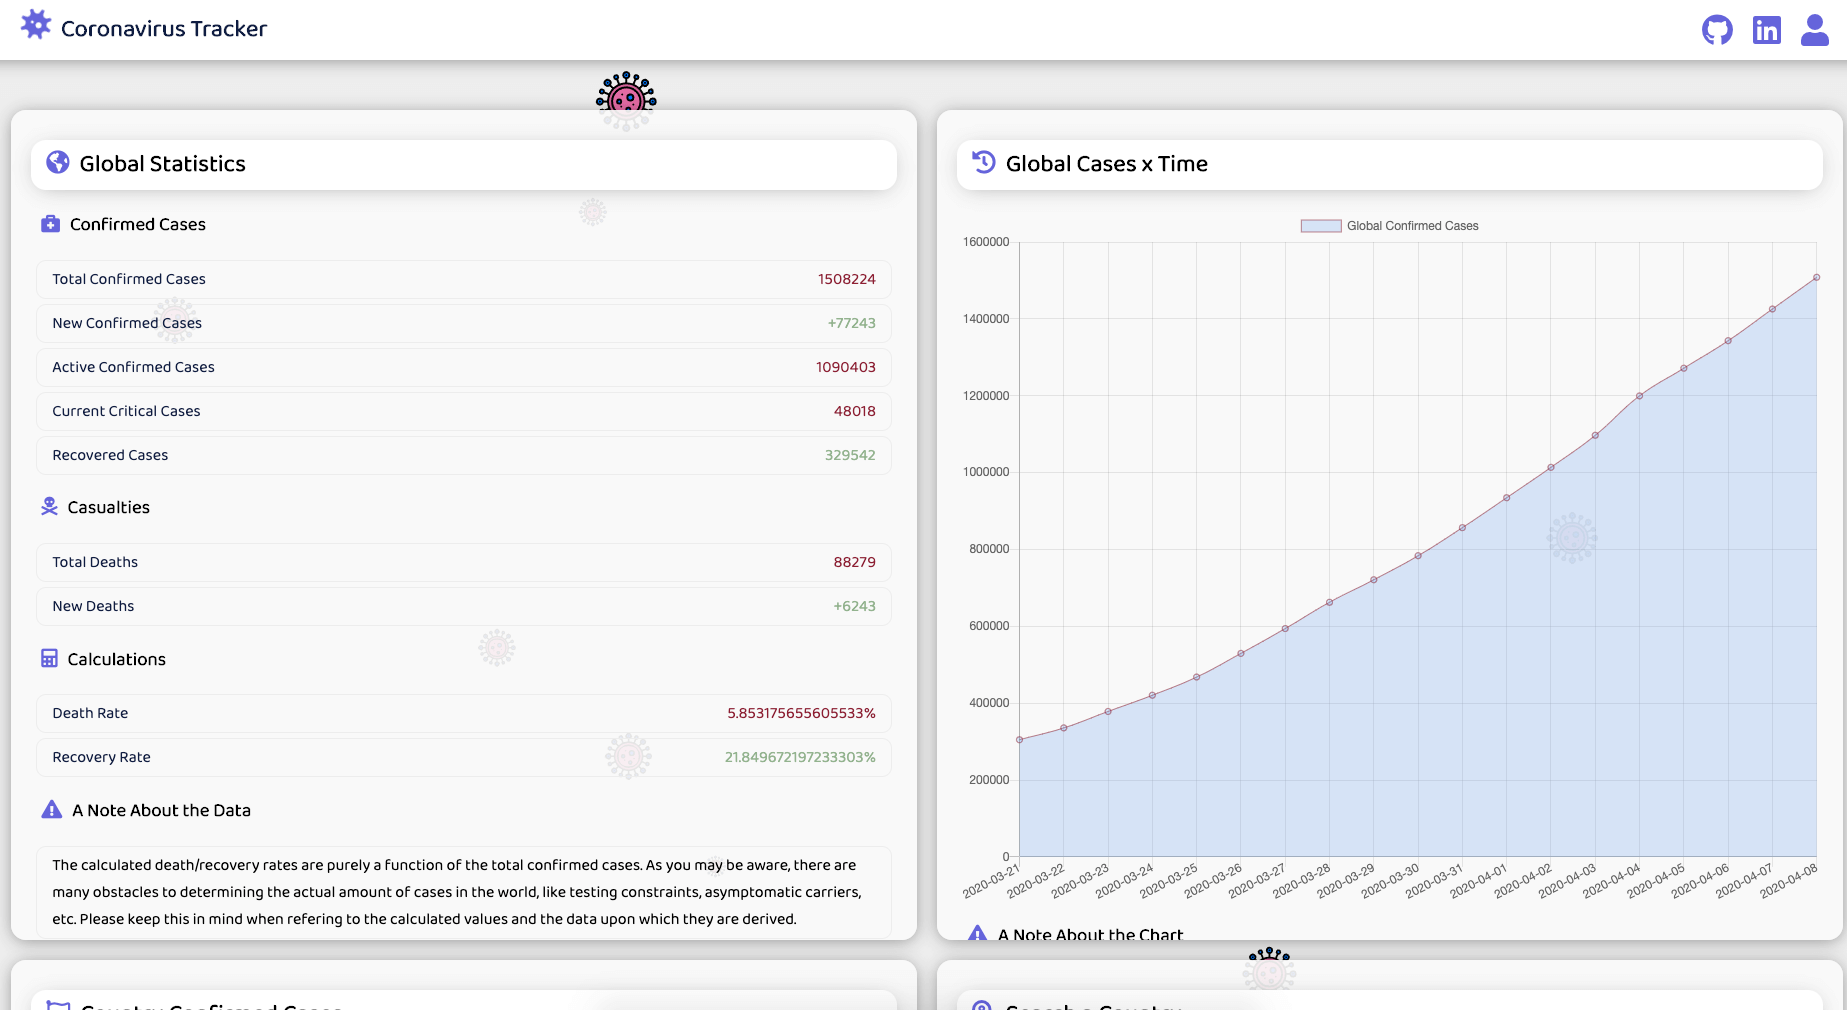 Coronavirus Tracker
Global Statistics
Confirmed Cases
Total Confirmed Cases 1508224
New Confirmed Cases +77243
Active Confirmed Cases 1090403
Current Critical Cases 48018
Recovered Cases 329542
Casualties
Total Deaths 88279
New Deaths +6243
Calculations
Death Rate 5.853175655605533%
Recovery Rate 21.849672197233303%
A Note About the Data
The calculated death/recovery rates are purely a function of the total confirmed cases. As you may be aware, there are
many obstacles to determining the actual amount of cases in the world, like testing constraints, asymptomatic carriers,
etc. Please keep this in mind when refering to the calculated values and the data upon which they are derived.
Global Cases x Time
Global Confirmed Cases
1600000
1400000
1200000
1000000
800000
600000
400000
200000
0
2020-03-21
2020-03-22
2020-03-23
2020-03-24
2020-03-25
2020-03-26
2020-03-27
2020-03-28
2020-03-29
2020-03-30
2020-03-31
2020-04-01
2020-04-02
2020-04-03
2020-04-04
2020-04-05
2020-04-06
2020-04-07
2020-04-08
A Note About the Chart
Country Confirmed Cases
Search a Country